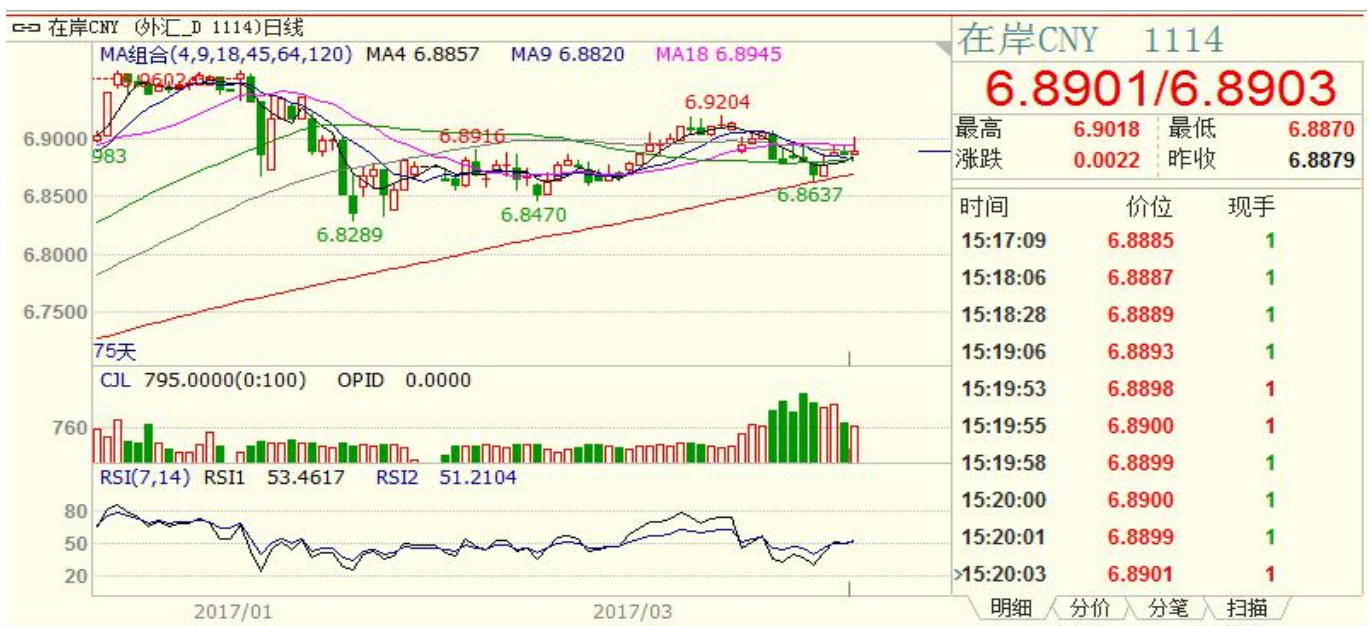 在岸CNY (外汇_D 1114)日线
MA组合(4,9,18,45,64,120) MA4 6.8857 MA9 6.8820 MA18 6.8945
6.9602
6.9204
6.8916
6.9000
983
6.8500
6.8637
6.8470
6.8289
6.8000
6.7500
75天
CJL 795.0000(0:100) OPID 0.0000
760
RSI(7,14) RSI1 53.4617 RSI2 51.2104
80
50
20
2017/01 2017/03
在岸CNY 1114
6.8901/6.8903
最高 6.9018 最低 6.8870
涨跌 0.0022 昨收 6.8879
时间 价位 现手
15:17:09 6.8885 1
15:18:06 6.8887 1
15:18:28 6.8889 1
15:19:06 6.8893 1
15:19:53 6.8898 1
15:19:55 6.8900 1
15:19:58 6.8899 1
15:20:00 6.8900 1
15:20:01 6.8899 1
>15:20:03 6.8901 1
明细 分价 分笔 扫描